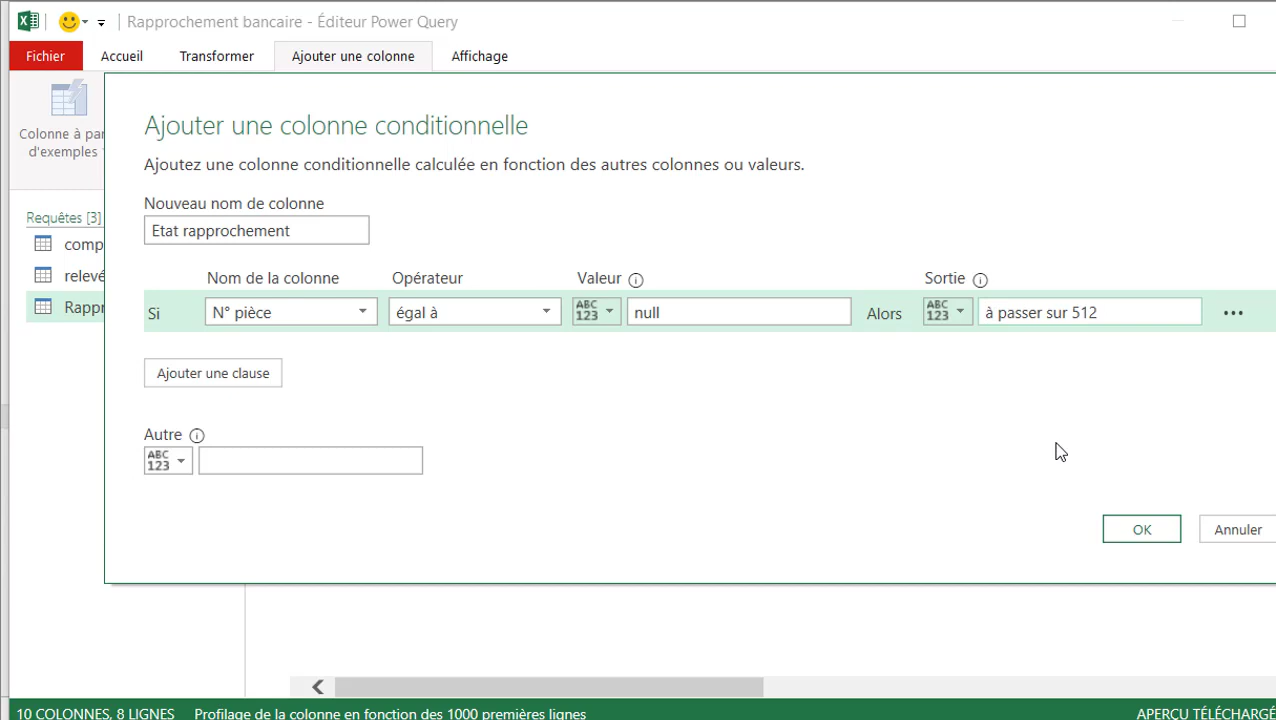 Rapprochement bancaire - Éditeur Power Query
Fichier Accueil Transformer Ajouter une colonne Affichage
Colonne à par
d'exemples
Ajouter une colonne conditionnelle
Ajoutez une colonne conditionnelle calculée en fonction des autres colonnes ou valeurs.
Nouveau nom de colonne
Etat rapprochement
Requêtes [3]
comp
relevé
Rappr
Nom de la colonne Opérateur Valeur Sortie
Si N° pièce égal à ABC 123 null Alors ABC 123 à passer sur 512 ...
Ajouter une clause
Autre
ABC
123
OK Annuler
10 COLONNES, 8 LIGNES Profilage de la colonne en fonction des 1000 premières lignes APERÇU TÉLÉCHARGÉ